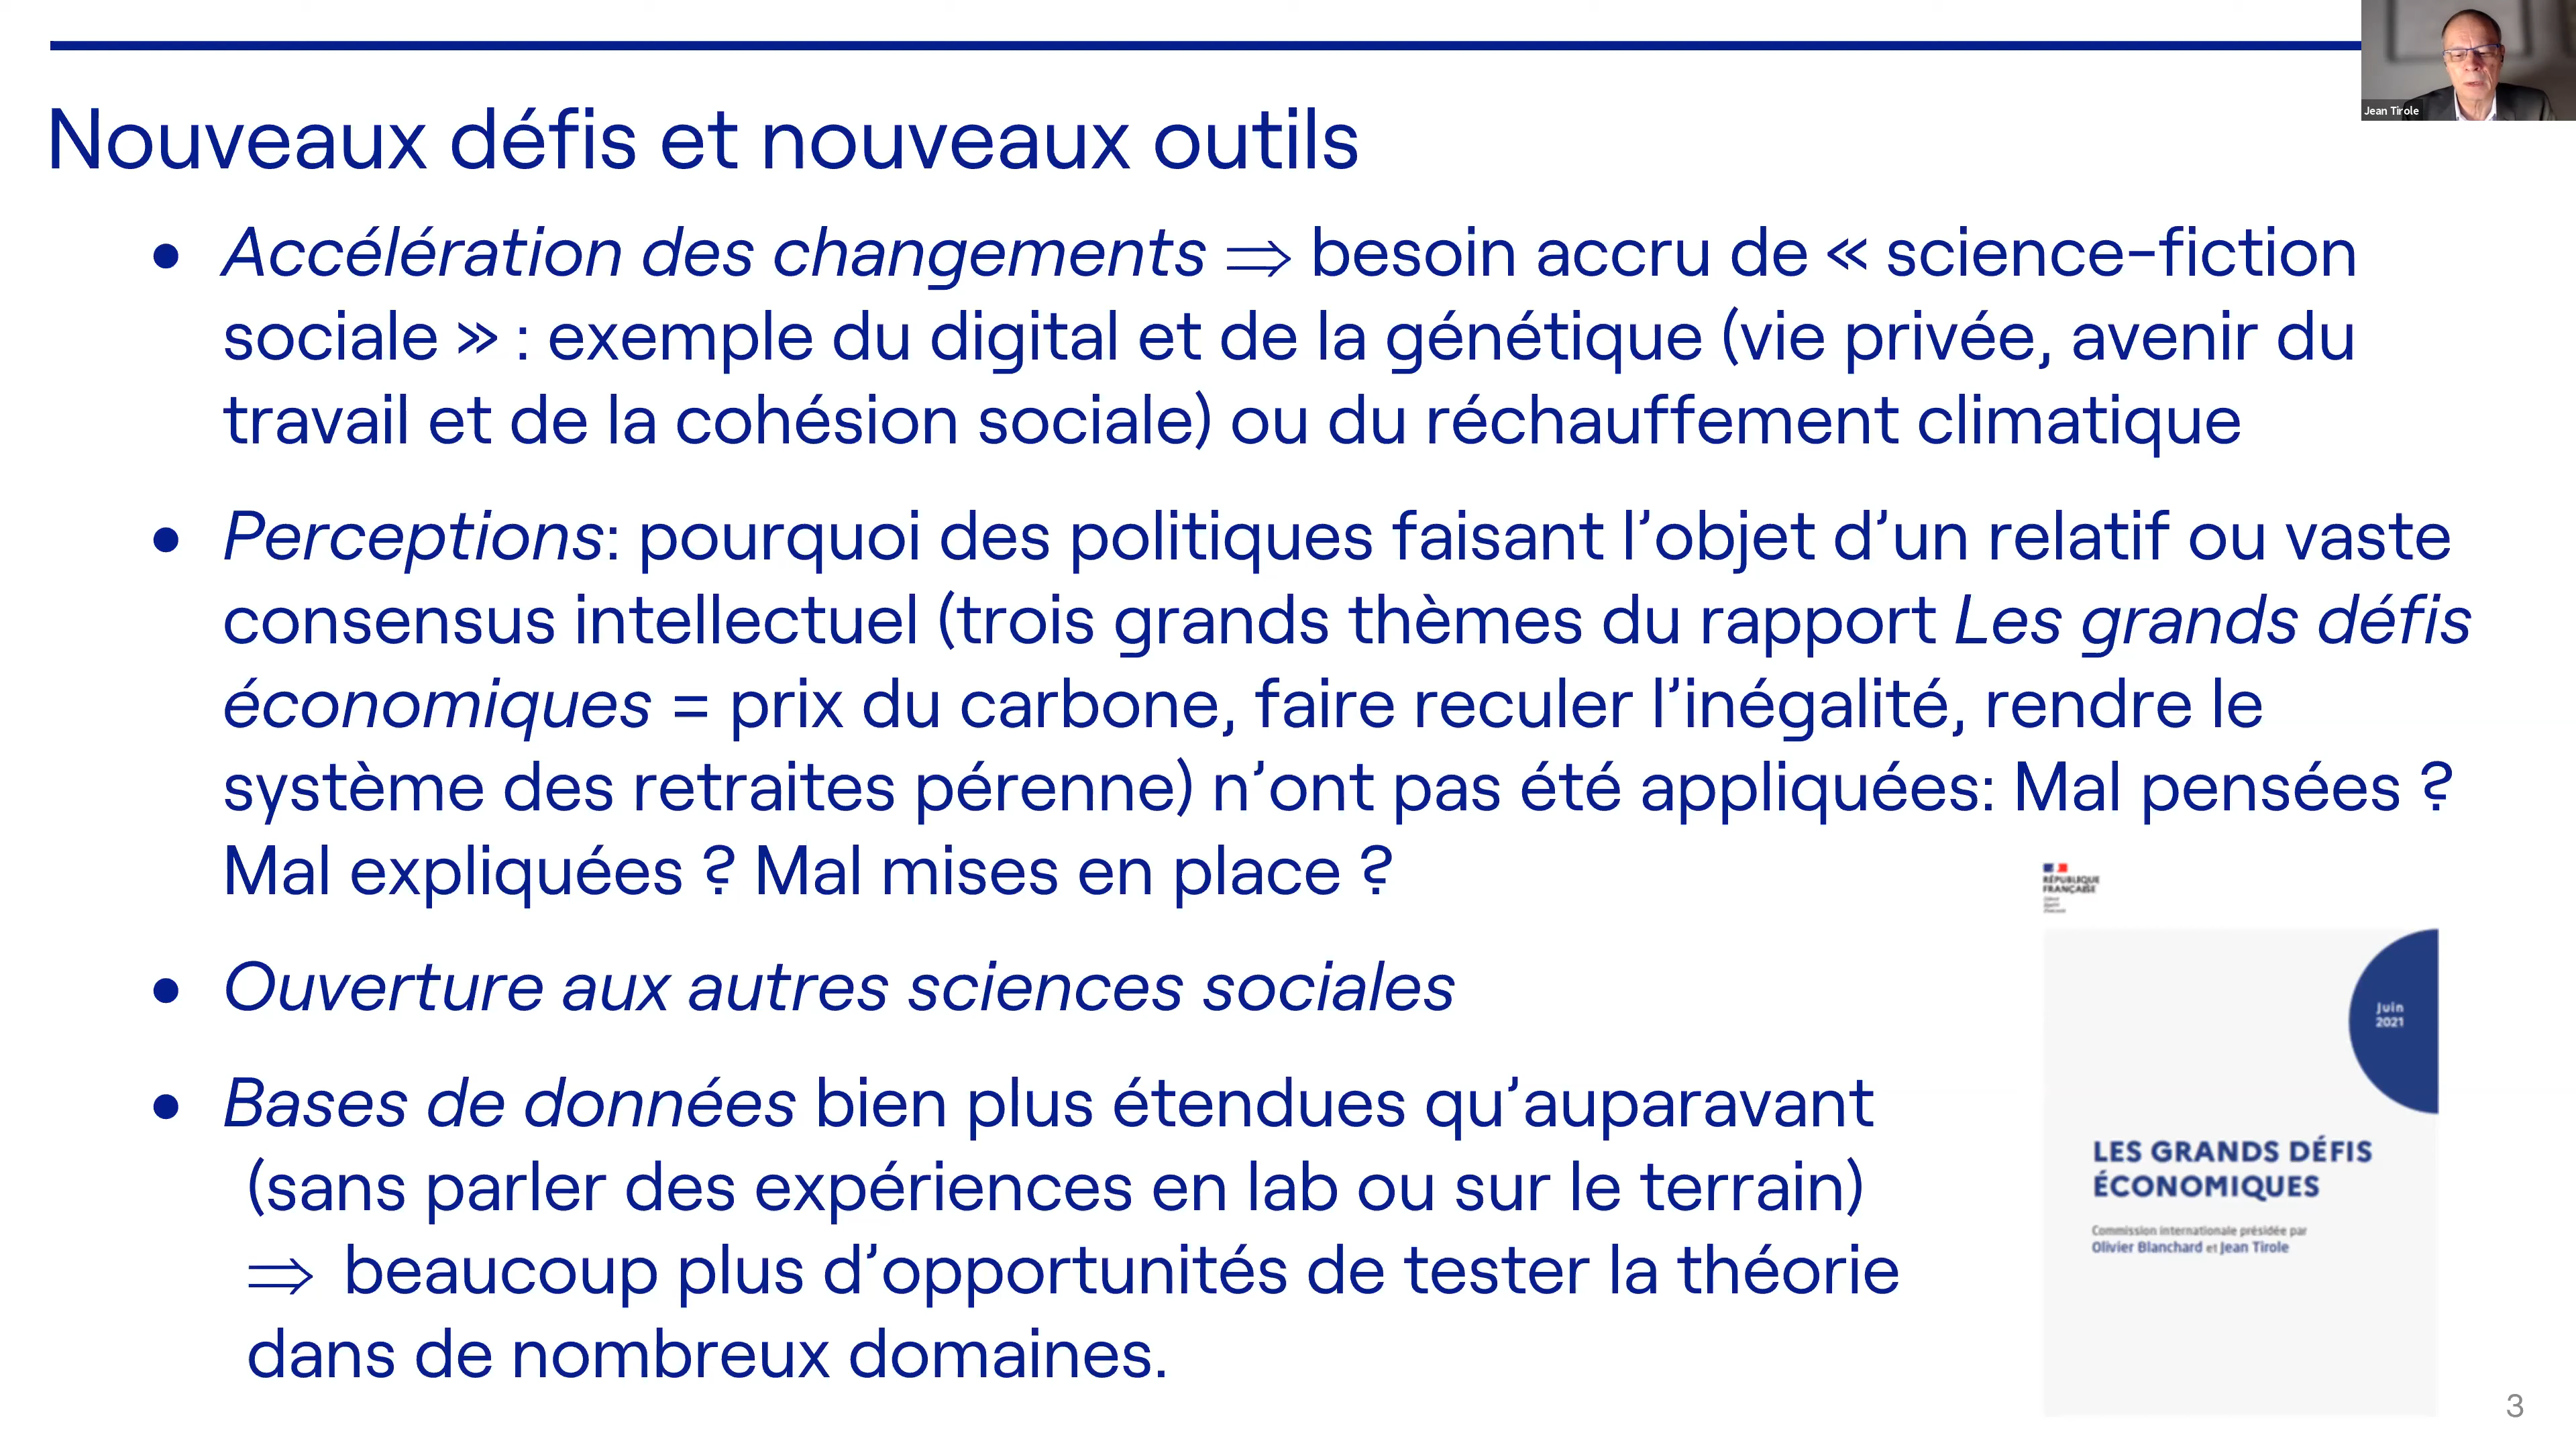 Jean Tirole
Nouveaux défis et nouveaux outils
• Accélération des changements ⇒ besoin accru de « science-fiction
sociale » : exemple du digital et de la génétique (vie privée, avenir du
travail et de la cohésion sociale) ou du réchauffement climatique
• Perceptions: pourquoi des politiques faisant l’objet d’un relatif ou vaste
consensus intellectuel (trois grands thèmes du rapport Les grands défis
économiques = prix du carbone, faire reculer l’inégalité, rendre le
système des retraites pérenne) n’ont pas été appliquées: Mal pensées ?
Mal expliquées ? Mal mises en place ?
• Ouverture aux autres sciences sociales
• Bases de données bien plus étendues qu’auparavant
(sans parler des expériences en lab ou sur le terrain)
⇒ beaucoup plus d’opportunités de tester la théorie
dans de nombreux domaines.
RÉPUBLIQUE
FRANÇAISE
Juin
2021
LES GRANDS DÉFIS
ÉCONOMIQUES
Commission internationale présidée par
Olivier Blanchard et Jean Tirole
3